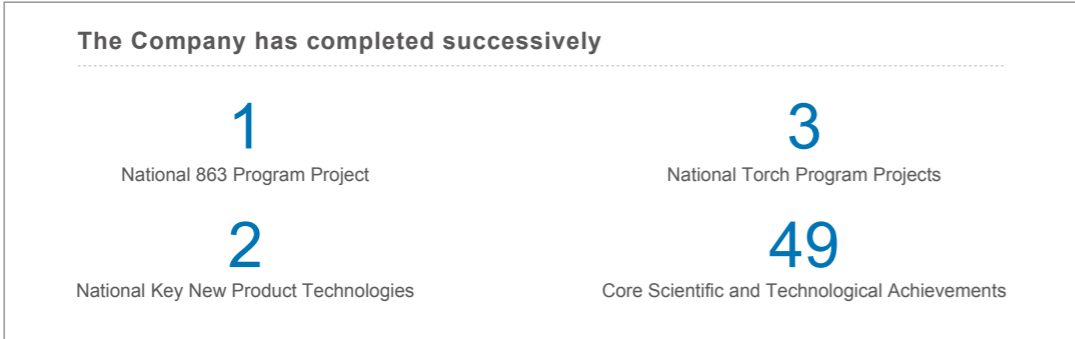 The Company has completed successively
1
3
National 863 Program Project
National Torch Program Projects
2
49
National Key New Product Technologies
Core Scientific and Technological Achievements